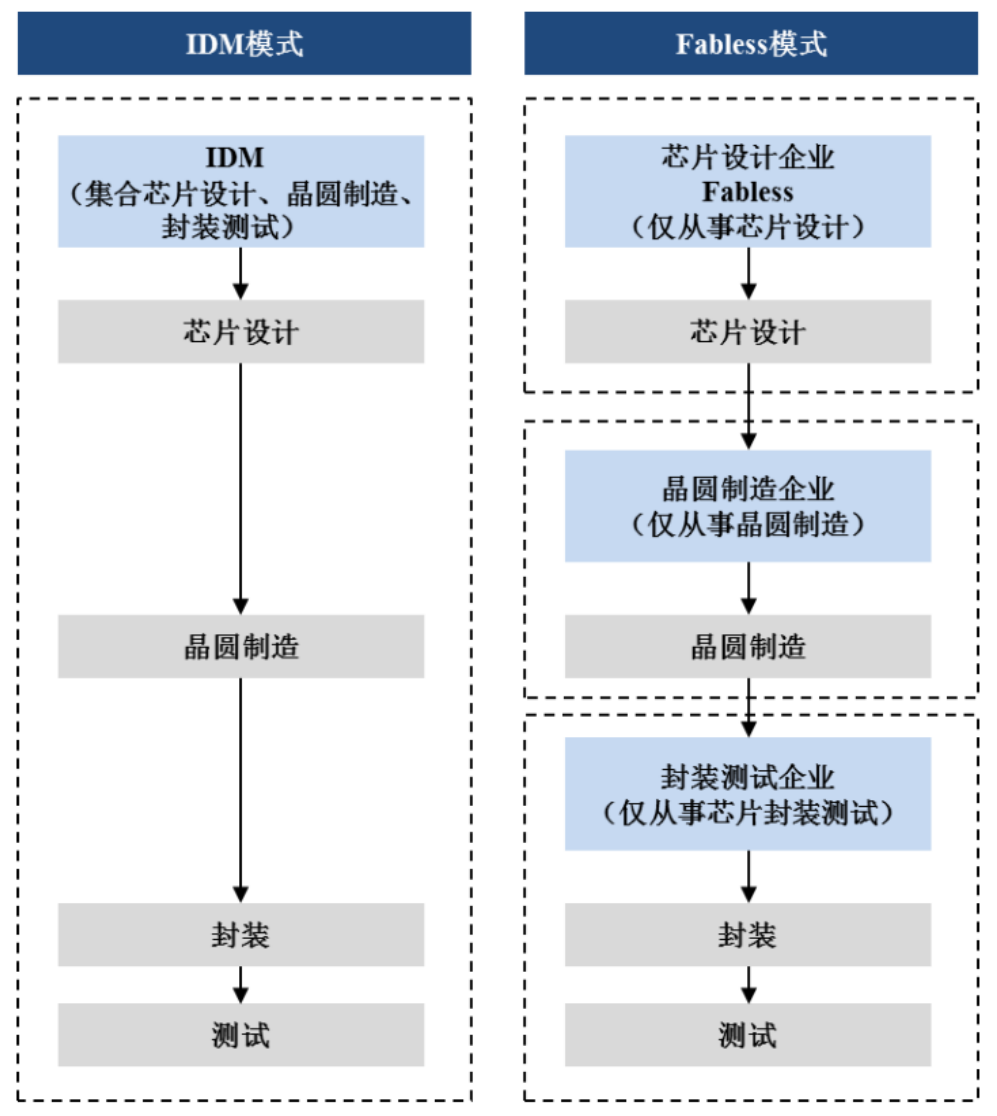 IDM模式
IDM
（集合芯片设计、晶圆制造、
封装测试）
芯片设计
晶圆制造
封装
测试
Fabless模式
芯片设计企业
Fabless
（仅从事芯片设计）
芯片设计
晶圆制造企业
（仅从事晶圆制造）
晶圆制造
封装测试企业
（仅从事芯片封装测试）
封装
测试